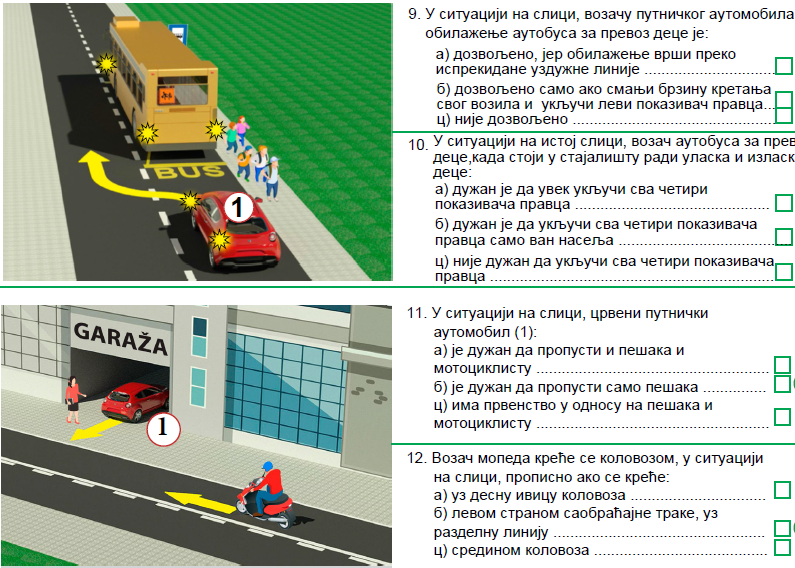 9. У ситуацији на слици, возачу путничког аутомобила
обилажење аутобуса за превоз деце је:
а) дозвољено, јер обилажење врши преко
испрекидане уздужне линије ..............................
б) дозвољено само ако смањи брзину кретања
свог возила и укључи леви показивач правца...
ц) није дозвољено ..............................................
10. У ситуацији на истој слици, возач аутобуса за прев
деце,када стоји у стајалишту ради уласка и изласк
деце:
а) дужан је да увек укључи сва четири
показивача правца ............................................
б) дужан је да укључи сва четири показивача
правца само ван насеља ...................................
ц) није дужан да укључи сва четири показивача
правца .............................................................
BUS
1
11. У ситуацији на слици, црвени путнички
аутомобил (1):
а) је дужан да пропусти и пешака и
мотоциклисту ..................................................
б) је дужан да пропусти само пешака ..............
ц) има првенство у односу на пешака и
мотоциклисту ..................................................
12. Возач мопеда креће се коловозом, у ситуацији
на слици, прописно ако се креће:
а) уз десну ивицу коловоза .............................
б) левом страном саобраћајне траке, уз
разделну линију ..............................................
ц) средином коловоза .....................................
GARAŽA
1